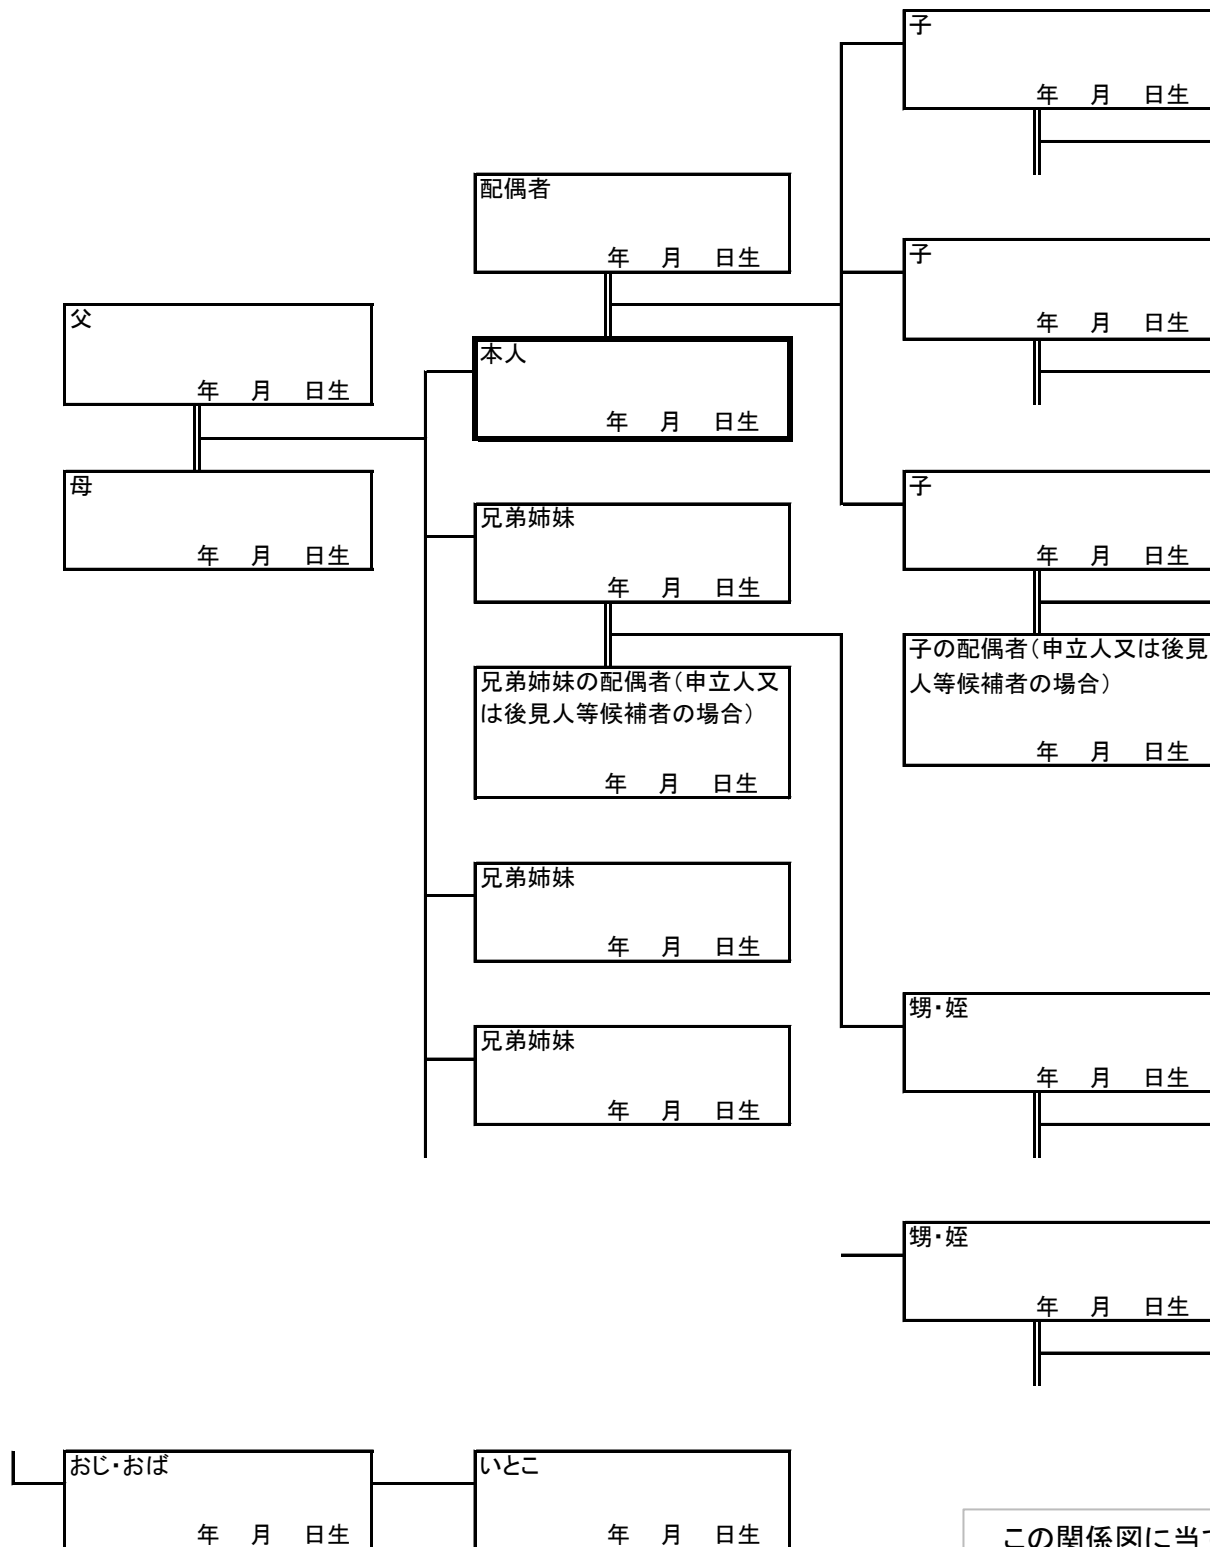 子
年 月 日生
配偶者
年 月 日生
子
年 月 日生
父
年 月 日生
本人
年 月 日生
母
年 月 日生
兄弟姉妹
年 月 日生
子
年 月 日生
兄弟姉妹の配偶者(申立人又
は後見人等候補者の場合)
年 月 日生
子の配偶者(申立人又は後見
人等候補者の場合)
年 月 日生
兄弟姉妹
年 月 日生
兄弟姉妹
年 月 日生
甥・姪
年 月 日生
甥・姪
年 月 日生
おじ・おば
年 月 日生
いとこ
年 月 日生
この関係図に当て